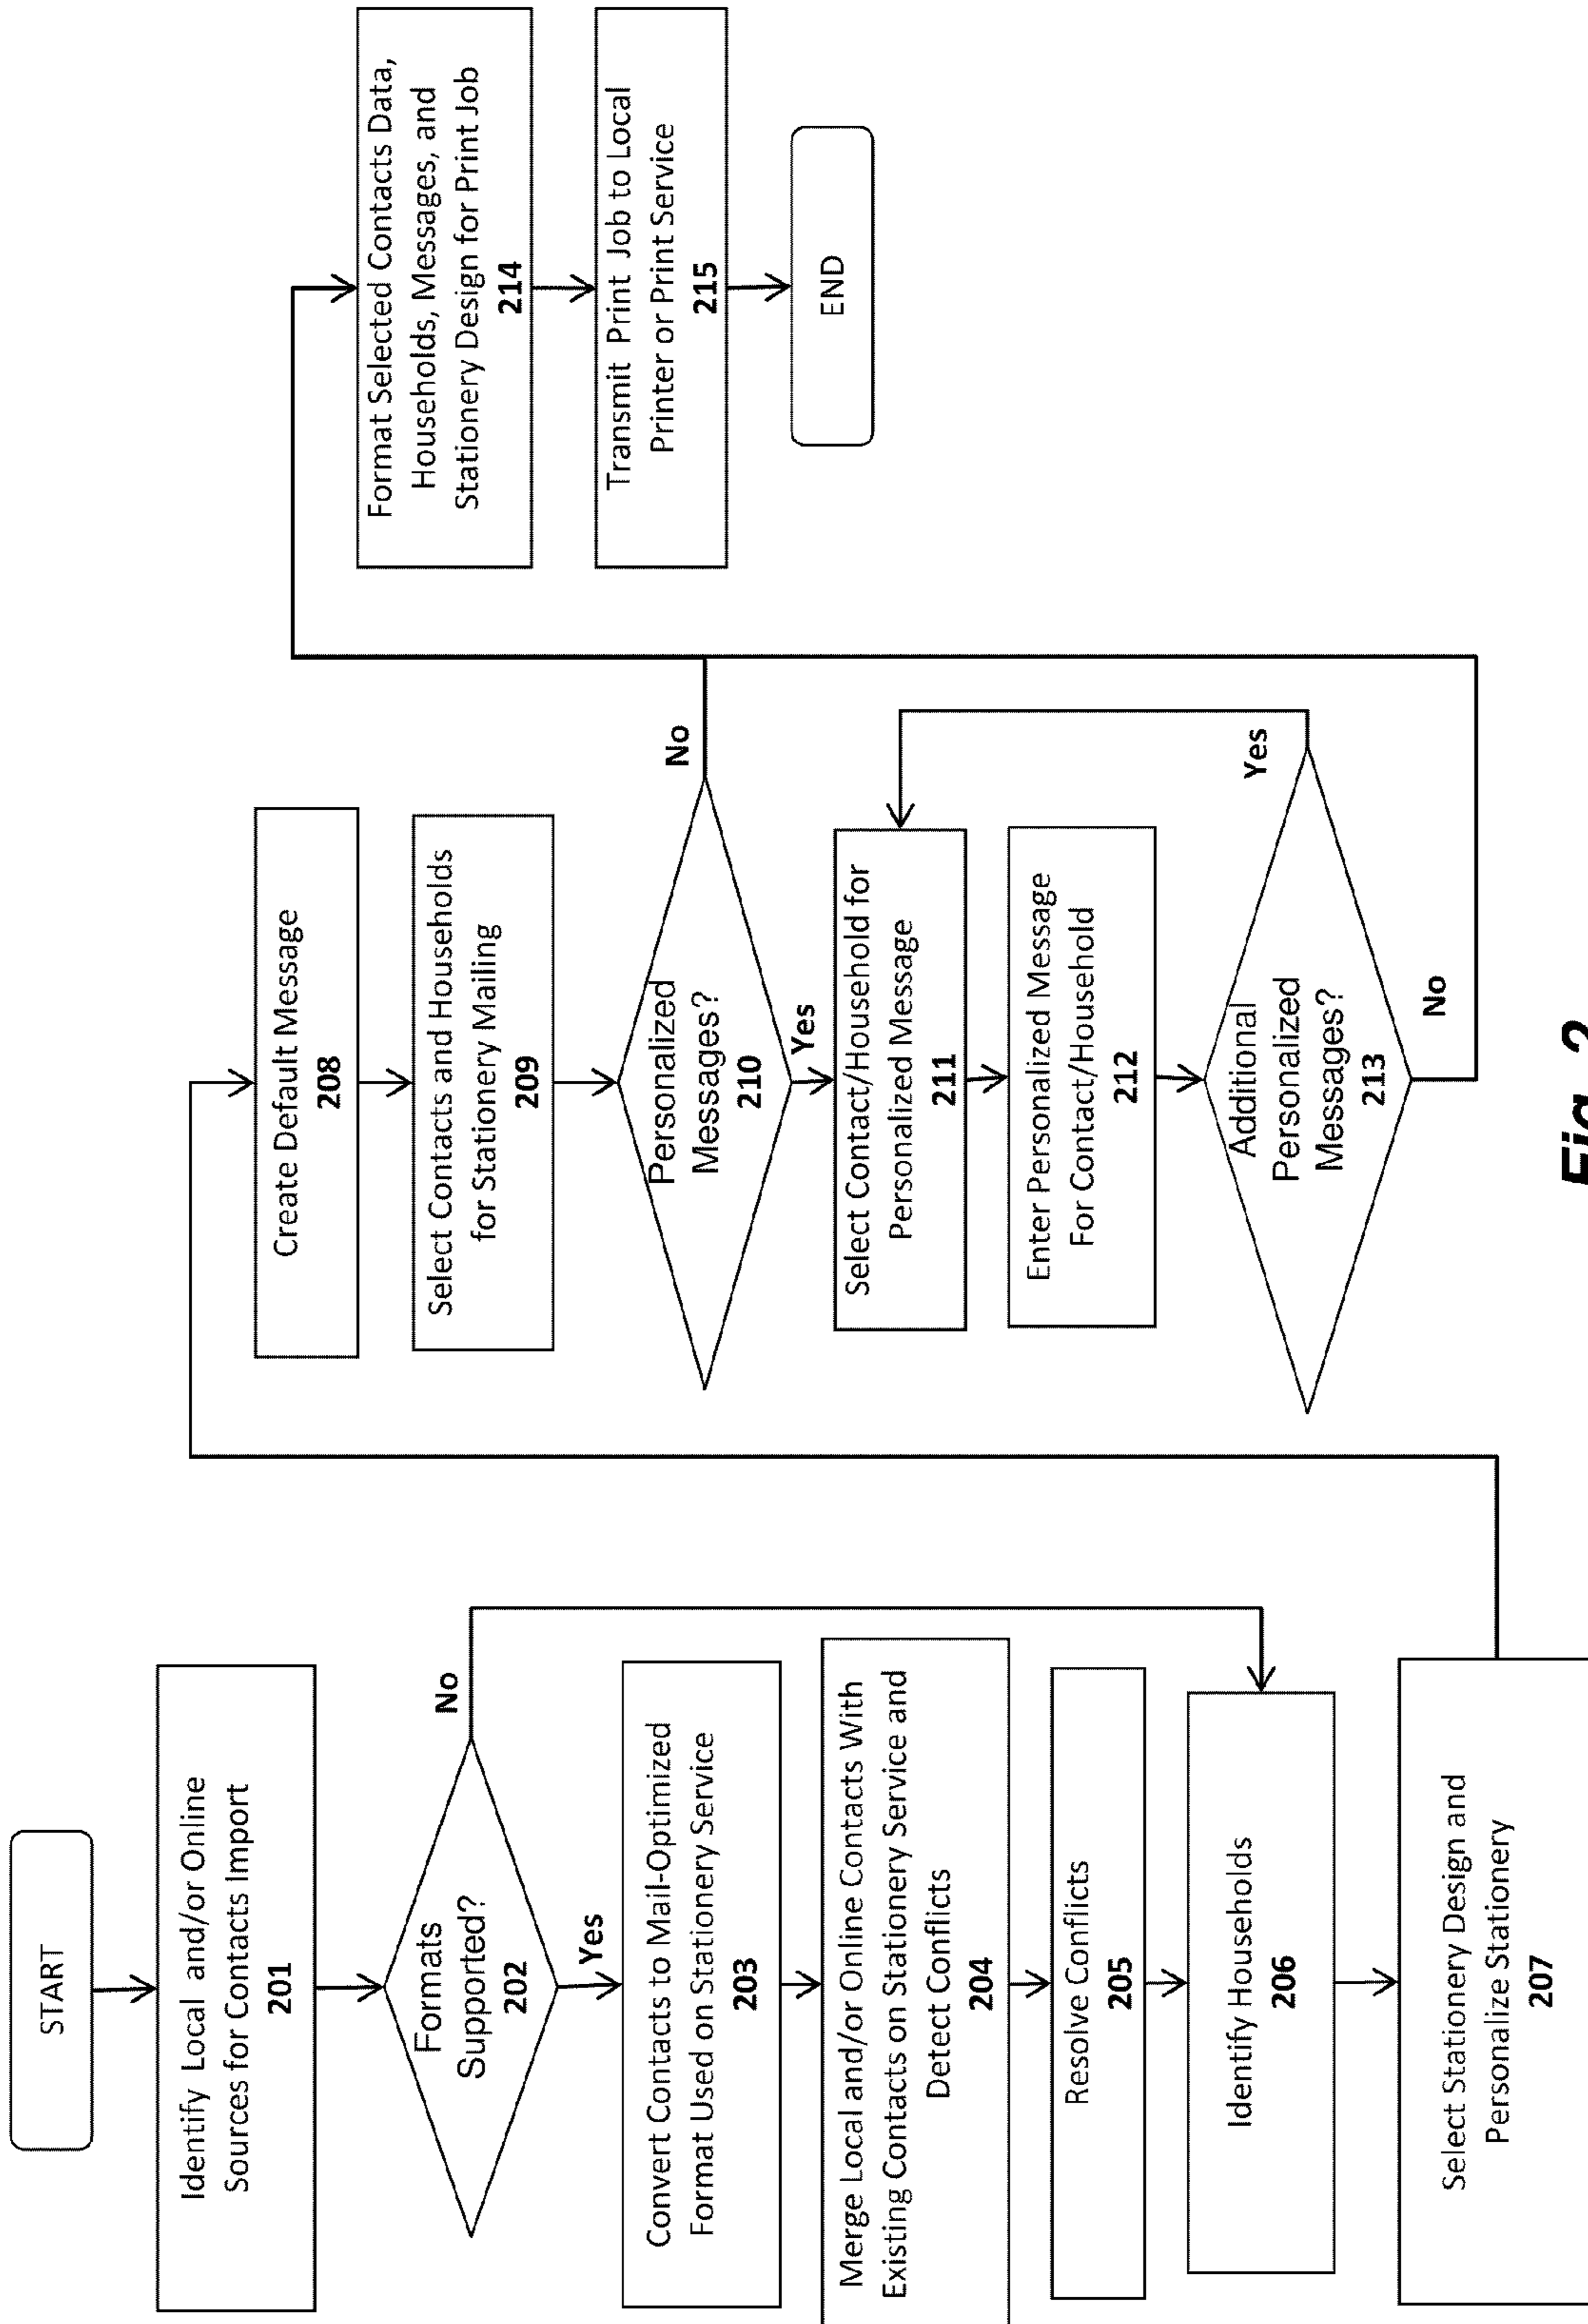 START
Identify Local and/or Online
Sources for Contacts Import
201
Formats
Supported?
202
No
Yes
Convert Contacts to Mail-Optimized
Format Used on Stationery Service
203
Merge Local and/or Online Contacts With
Existing Contacts on Stationery Service and
Detect Conflicts
204
Resolve Conflicts
205
Identify Households
206
Select Stationery Design and
Personalize Stationery
207
Create Default Message
208
Select Contacts and Households
for Stationery Mailing
209
Personalized
Messages?
210
No
Yes
Select Contact/Household for
Personalized Message
211
Enter Personalized Message
For Contact/Household
212
Additional
Personalized
Messages?
213
Yes
No
Format Selected Contacts Data,
Households, Messages, and
Stationery Design for Print Job
214
Transmit Print Job to Local
Printer or Print Service
215
END
Fig. 2